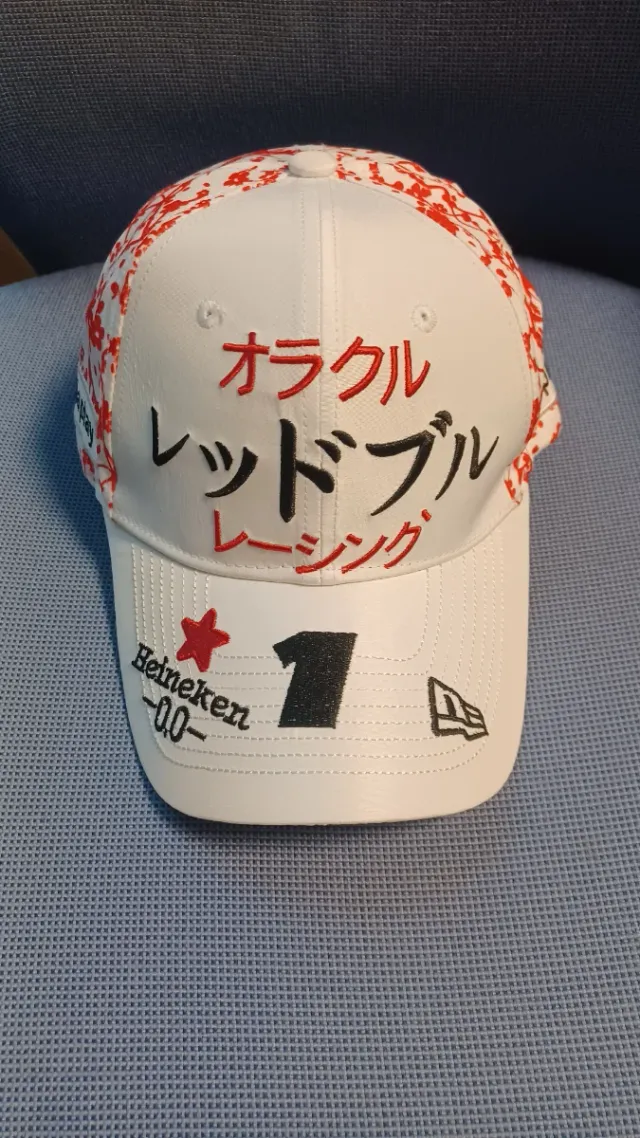 オラクル
レッドブル
レーシング
Heineken
-0.0-
1